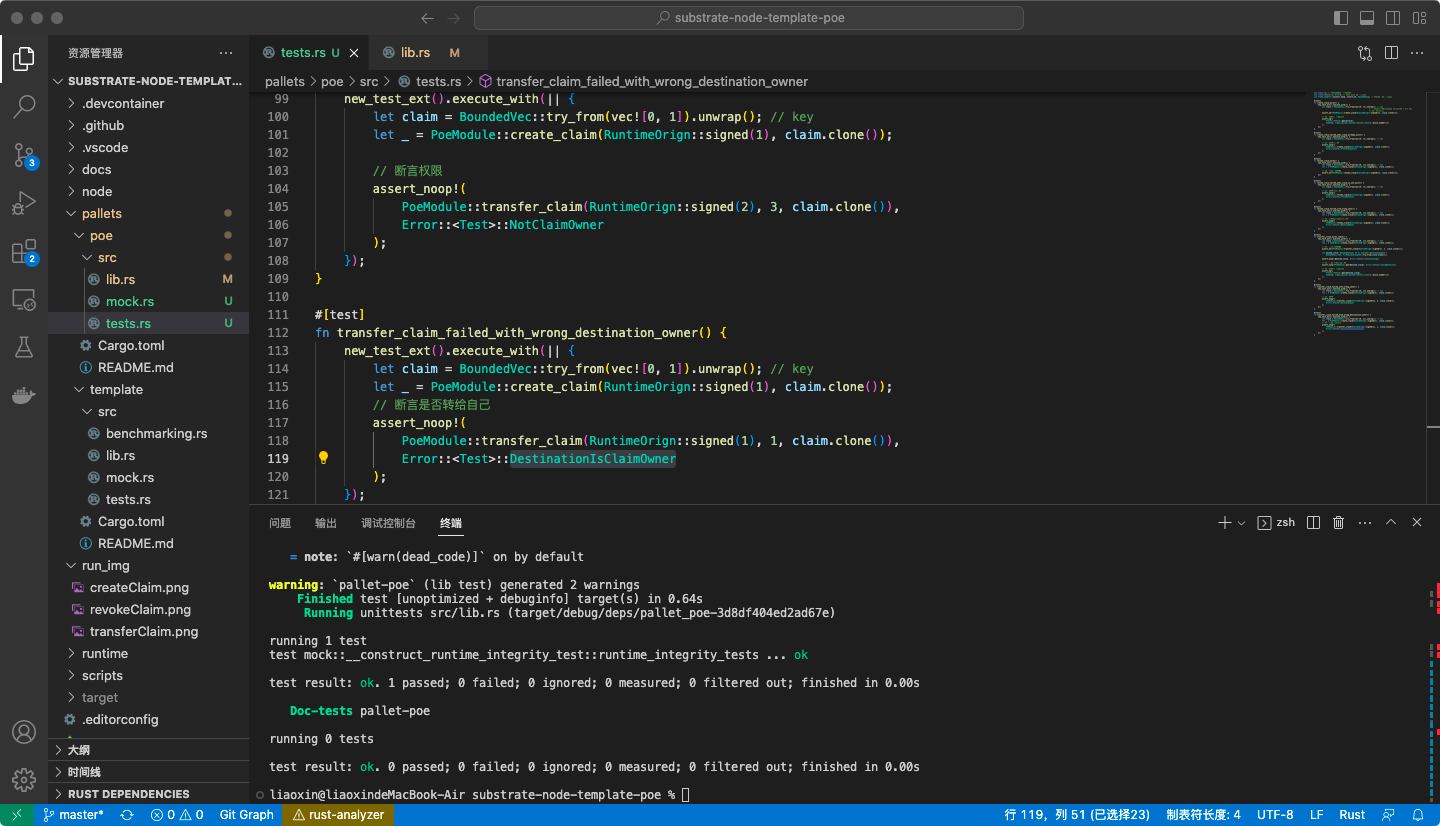 substrate-node-template-poe
资源管理器
tests.rs U
lib.rs M
SUBSTRATE-NODE-TEMPLAT...
pallets > poe > src > tests.rs > transfer_claim_failed_with_wrong_destination_owner
.devcontainer
.github
.vscode
docs
node
pallets
poe
src
lib.rs M
mock.rs U
tests.rs U
Cargo.toml
README.md
template
src
benchmarking.rs
lib.rs
mock.rs
tests.rs
Cargo.toml
README.md
run_img
createClaim.png
revokeClaim.png
transferClaim.png
runtime
scripts
target
.editorconfig
大纲
时间线
RUST DEPENDENCIES
3
2
99 new_test_ext().execute_with(|| {
100 let claim = BoundedVec::try_from(vec![0, 1]).unwrap(); // key
101 let _ = PoeModule::create_claim(RuntimeOrign::signed(1), claim.clone());
102
103 // 断言权限
104 assert_noop!(
105 PoeModule::transfer_claim(RuntimeOrign::signed(2), 3, claim.clone()),
106 Error::<Test>::NotClaimOwner
107 );
108 });
109 }
110
111 #[test]
112 fn transfer_claim_failed_with_wrong_destination_owner() {
113 new_test_ext().execute_with(|| {
114 let claim = BoundedVec::try_from(vec![0, 1]).unwrap(); // key
115 let _ = PoeModule::create_claim(RuntimeOrign::signed(1), claim.clone());
116 // 断言是否转给自己
117 assert_noop!(
118 PoeModule::transfer_claim(RuntimeOrign::signed(1), 1, claim.clone()),
119 Error::<Test>::DestinationIsClaimOwner
120 );
121 });
问题 输出 调试控制台 终端
zsh
= note: `#[warn(dead_code)]` on by default
warning: `pallet-poe` (lib test) generated 2 warnings
Finished test [unoptimized + debuginfo] target(s) in 0.64s
Running unittests src/lib.rs (target/debug/deps/pallet_poe-3d8df404ed2ad67e)
running 1 test
test mock::__construct_runtime_integrity_test::runtime_integrity_tests ... ok
test result: ok. 1 passed; 0 failed; 0 ignored; 0 measured; 0 filtered out; finished in 0.00s
Doc-tests pallet-poe
running 0 tests
test result: ok. 0 passed; 0 failed; 0 ignored; 0 measured; 0 filtered out; finished in 0.00s
liaoxin@liaoxindeMacBook-Air substrate-node-template-poe %
master* 0 0 Git Graph rust-analyzer 行 119，列 51 (已选择23) 制表符长度: 4 UTF-8 LF Rust